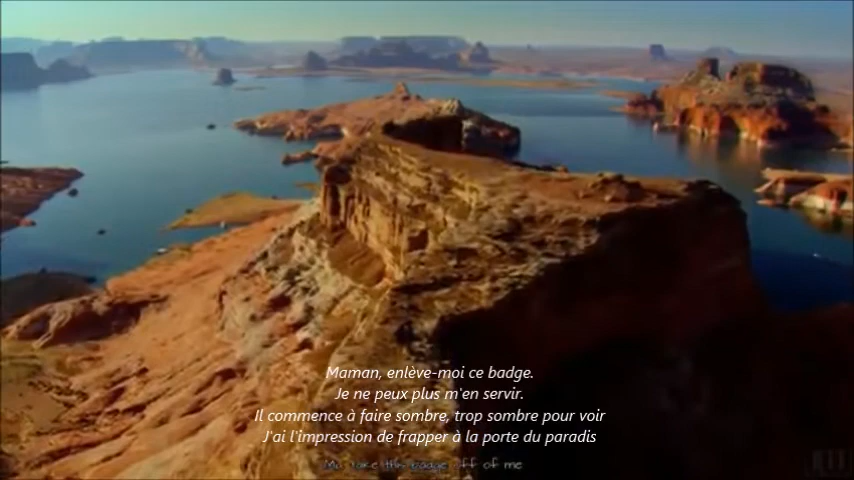 Maman, enlève-moi ce badge.
Je ne peux plus m'en servir.
Il commence à faire sombre, trop sombre pour voir
J'ai l'impression de frapper à la porte du paradis
Ma take this badge off of me